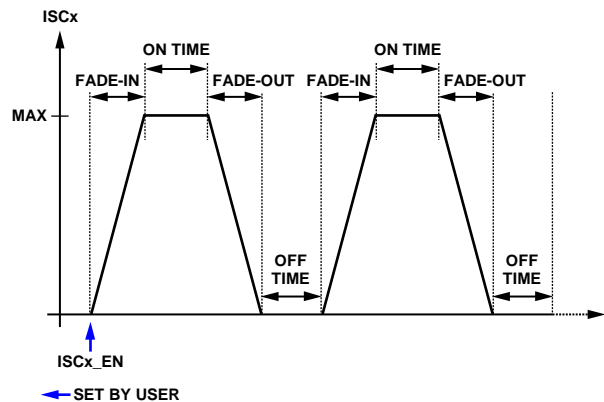 ISCx
ON TIME
ON TIME
FADE-IN
FADE-OUT
FADE-IN
FADE-OUT
MAX
OFF
TIME
OFF
TIME
ISCx_EN
SET BY USER